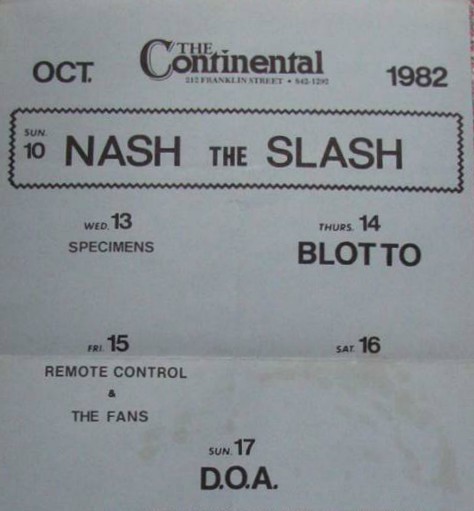 OCT. THE Continental 1982
212 FRANKLIN STREET • 842-1292
SUN. 10 NASH THE SLASH
WED. 13
SPECIMENS
THURS. 14
BLOTTO
FRI. 15
REMOTE CONTROL
&
THE FANS
SAT. 16
SUN. 17
D.O.A.